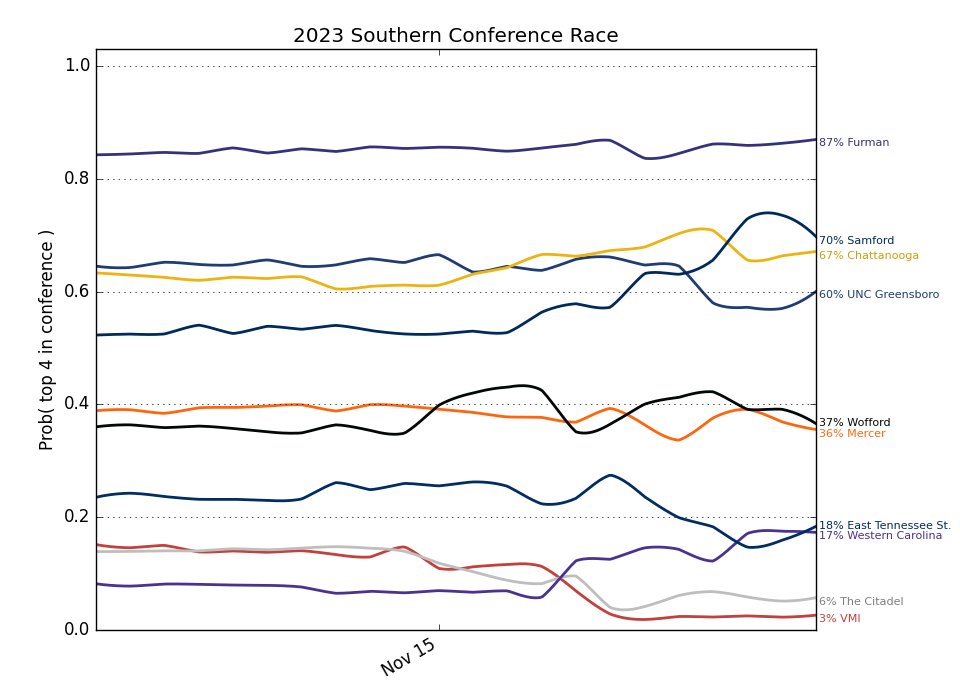 2023 Southern Conference Race
1.0
0.8
0.6
0.4
0.2
0.0
Prob( top 4 in conference )
Nov 15
87% Furman
70% Samford
67% Chattanooga
60% UNC Greensboro
37% Wofford
36% Mercer
18% East Tennessee St.
17% Western Carolina
6% The Citadel
3% VMI